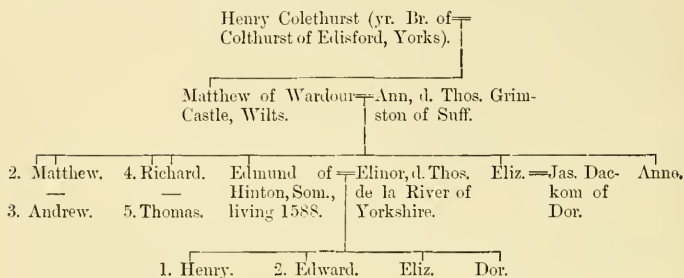 Henry Colethurst (yr. Br. of
Colthurst of Edisford, Yorks).
Matthew of Wardour Ann, d. Thos. Grim-
Castle, Wilts. ston of Suff.
2. Matthew. 4. Richard. Edmund of Elinor, d. Thos. Eliz. Jas. Dac- Anno.
— — Hinton, Som., de la River of kom of
3. Andrew. 5. Thomas. living 1588. Yorkshire. Dor.
1. Henry. 2. Edward. Eliz. Dor.